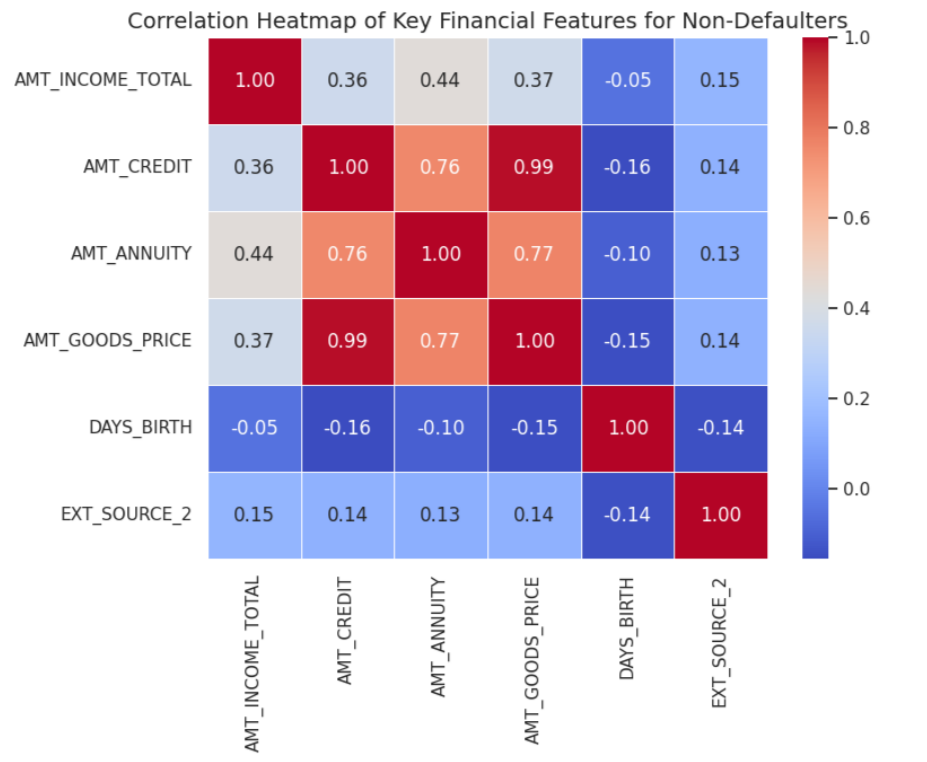 Correlation Heatmap of Key Financial Features for Non-Defaulters
AMT_INCOME_TOTAL 1.00 0.36 0.44 0.37 -0.05 0.15
AMT_CREDIT 0.36 1.00 0.76 0.99 -0.16 0.14
AMT_ANNUITY 0.44 0.76 1.00 0.77 -0.10 0.13
AMT_GOODS_PRICE 0.37 0.99 0.77 1.00 -0.15 0.14
DAYS_BIRTH -0.05 -0.16 -0.10 -0.15 1.00 -0.14
EXT_SOURCE_2 0.15 0.14 0.13 0.14 -0.14 1.00
AMT_INCOME_TOTAL
AMT_CREDIT
AMT_ANNUITY
AMT_GOODS_PRICE
DAYS_BIRTH
EXT_SOURCE_2
1.0
0.8
0.6
0.4
0.2
0.0